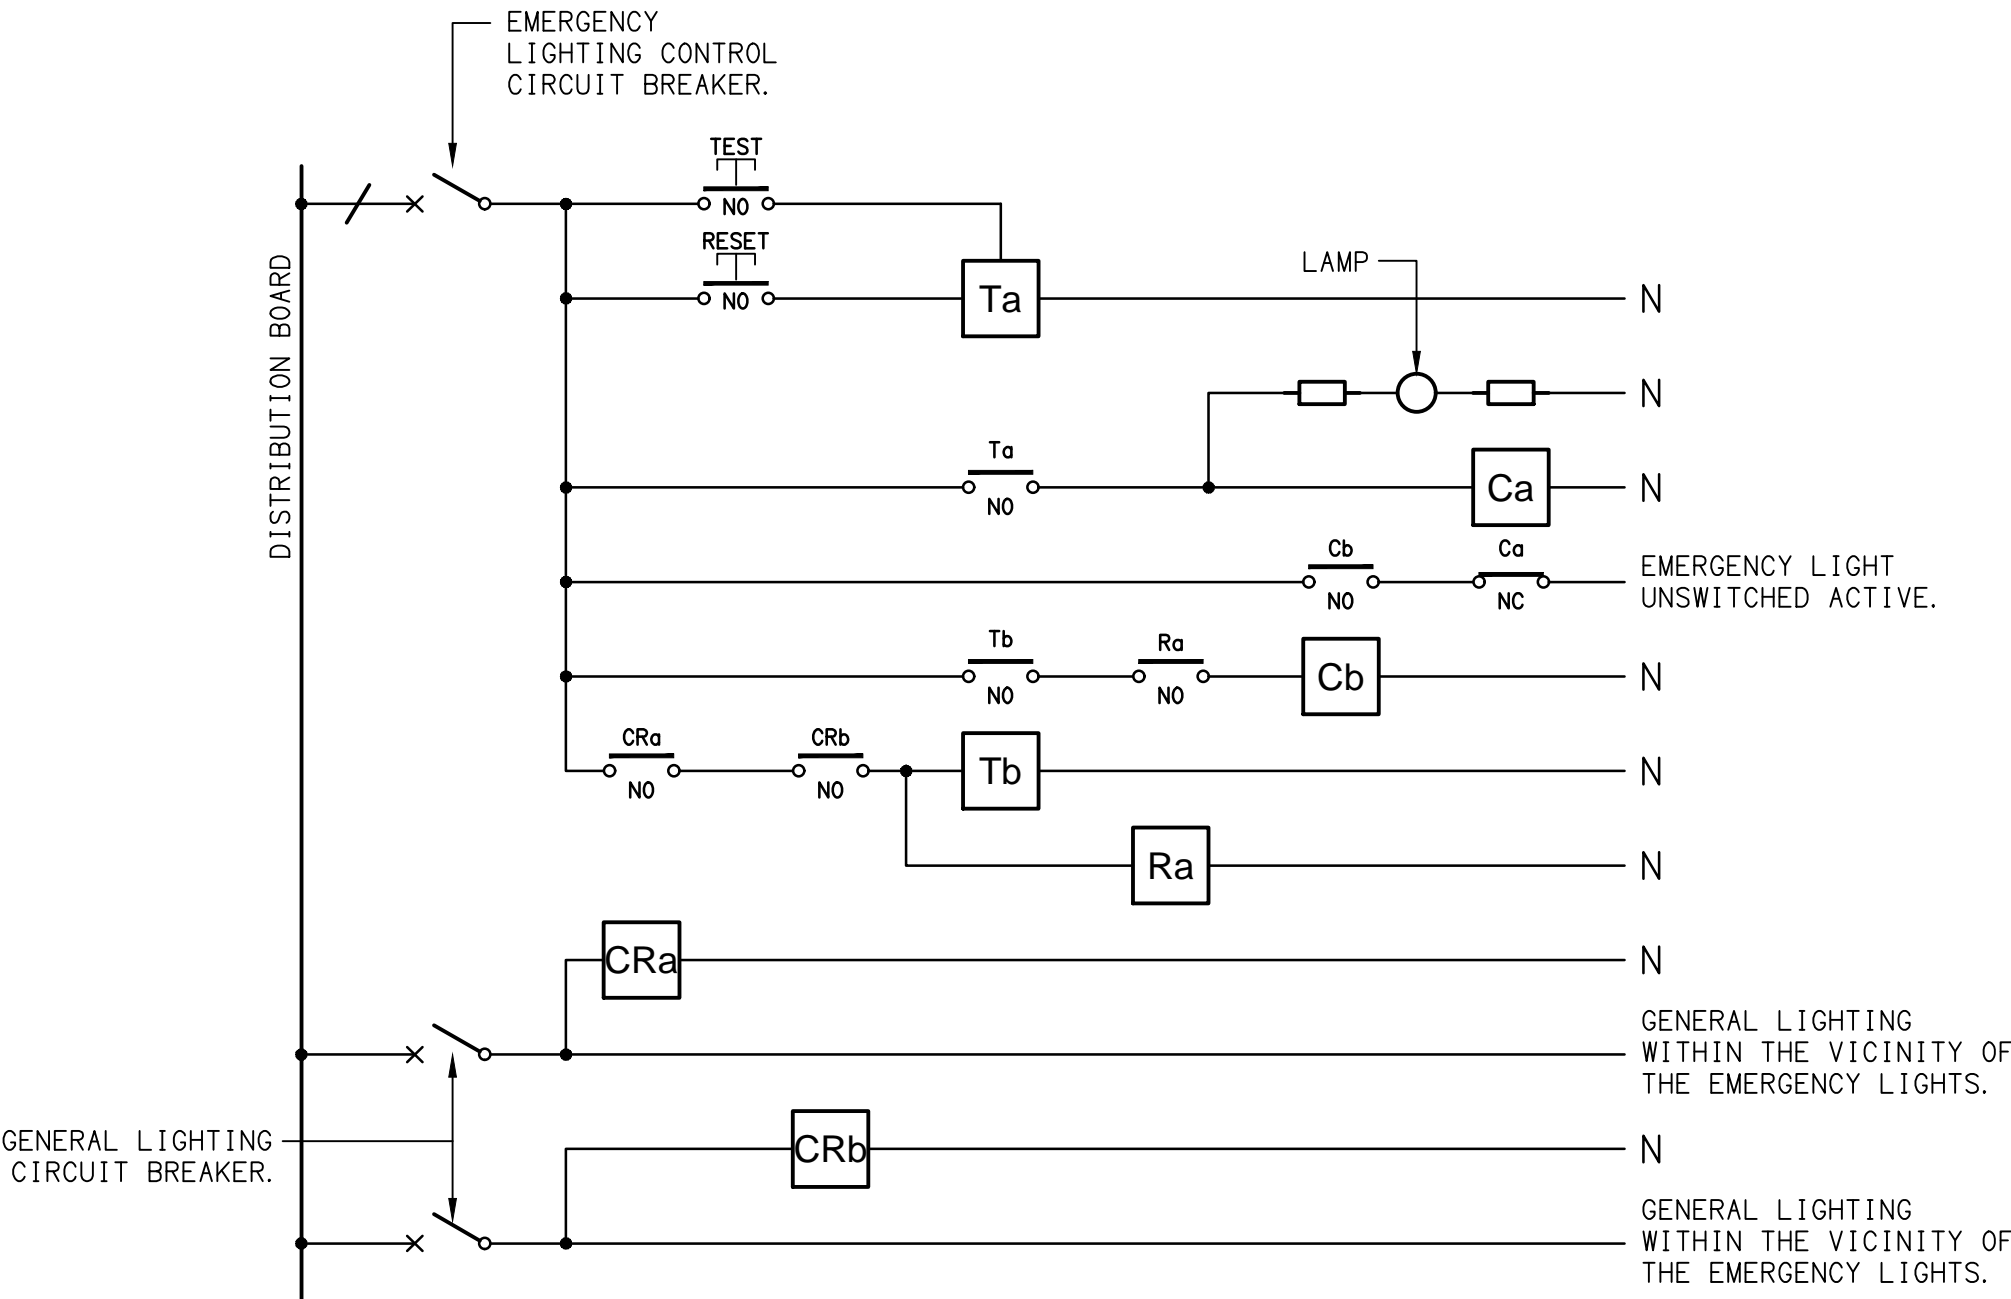 EMERGENCY
LIGHTING CONTROL
CIRCUIT BREAKER.
TEST
NO
RESET
NO
Ta
N
LAMP
N
DISTRIBUTION BOARD
Ta
NO
Ca
N
Cb
NO
Ca
NC
EMERGENCY LIGHT
UNSWITCHED ACTIVE.
Tb
NO
Ra
NO
Cb
N
CRa
NO
CRb
NO
Tb
N
Ra
N
CRa
N
GENERAL LIGHTING
WITHIN THE VICINITY OF
THE EMERGENCY LIGHTS.
GENERAL LIGHTING
CIRCUIT BREAKER.
CRb
N
GENERAL LIGHTING
WITHIN THE VICINITY OF
THE EMERGENCY LIGHTS.